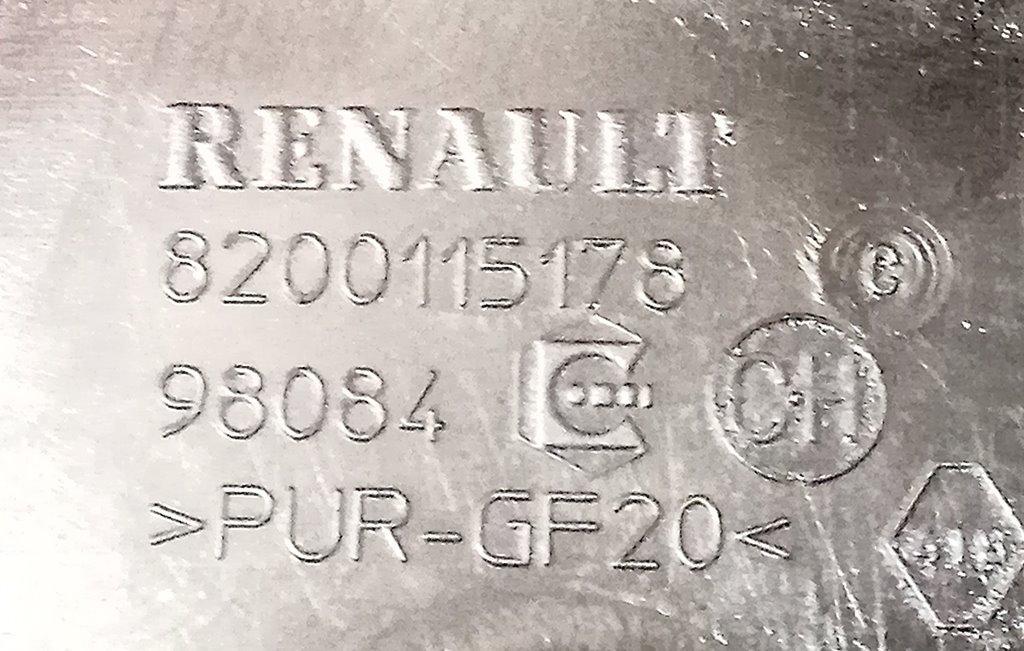 RENAULT
8200115178
C
98084
CH
>PUR-GF20<